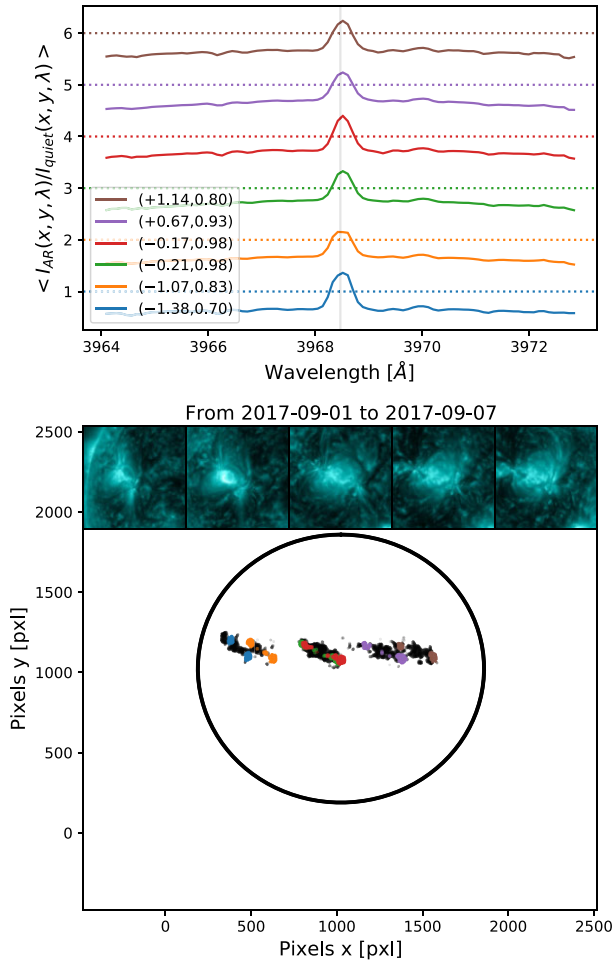 < I_AR(x, y, λ)/I_quiet(x, y, λ) >
6
5
4
3
2
1
(+1.14,0.80)
(+0.67,0.93)
(−0.17,0.98)
(−0.21,0.98)
(−1.07,0.83)
(−1.38,0.70)
3964 3966 3968 3970 3972
Wavelength [Å]
From 2017-09-01 to 2017-09-07
Pixels y [pxl]
2500
2000
1500
1000
500
0
0 500 1000 1500 2000 2500
Pixels x [pxl]